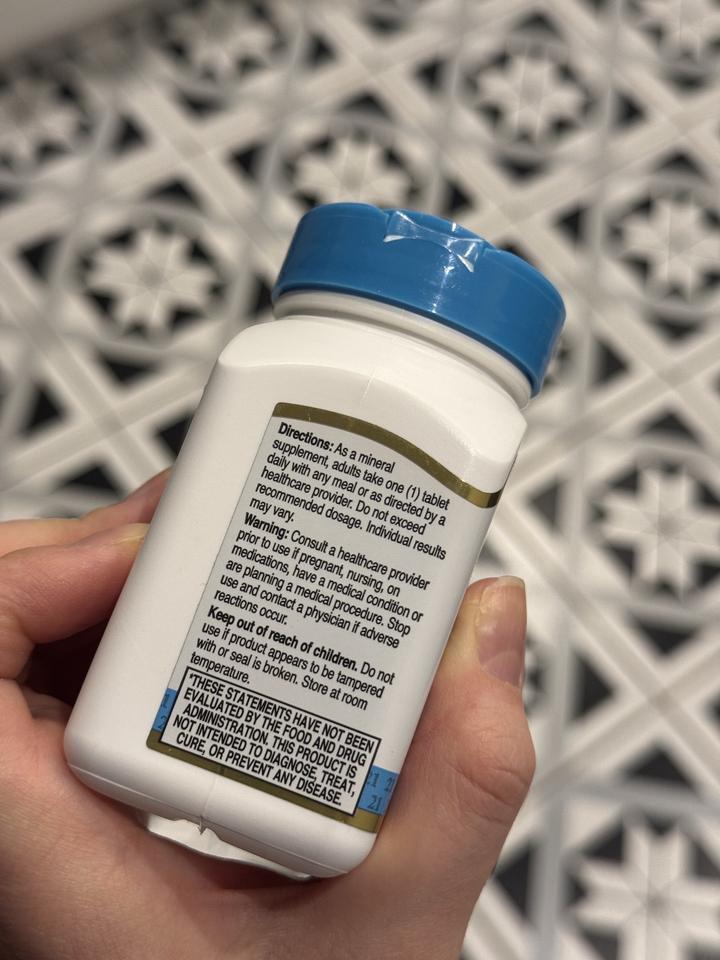 Directions: As a mineral
supplement, adults take one (1) tablet
daily with any meal or as directed by a
healthcare provider. Do not exceed
recommended dosage. Individual results
may vary.
Warning: Consult a healthcare provider
prior to use if pregnant, nursing, on
medications, have a medical condition or
are planning a medical procedure. Stop
use and contact a physician if adverse
reactions occur.
Keep out of reach of children. Do not
use if product appears to be tampered
with or seal is broken. Store at room
temperature.
*THESE STATEMENTS HAVE NOT BEEN
EVALUATED BY THE FOOD AND DRUG
ADMINISTRATION. THIS PRODUCT IS
NOT INTENDED TO DIAGNOSE, TREAT,
CURE, OR PREVENT ANY DISEASE.
21
21